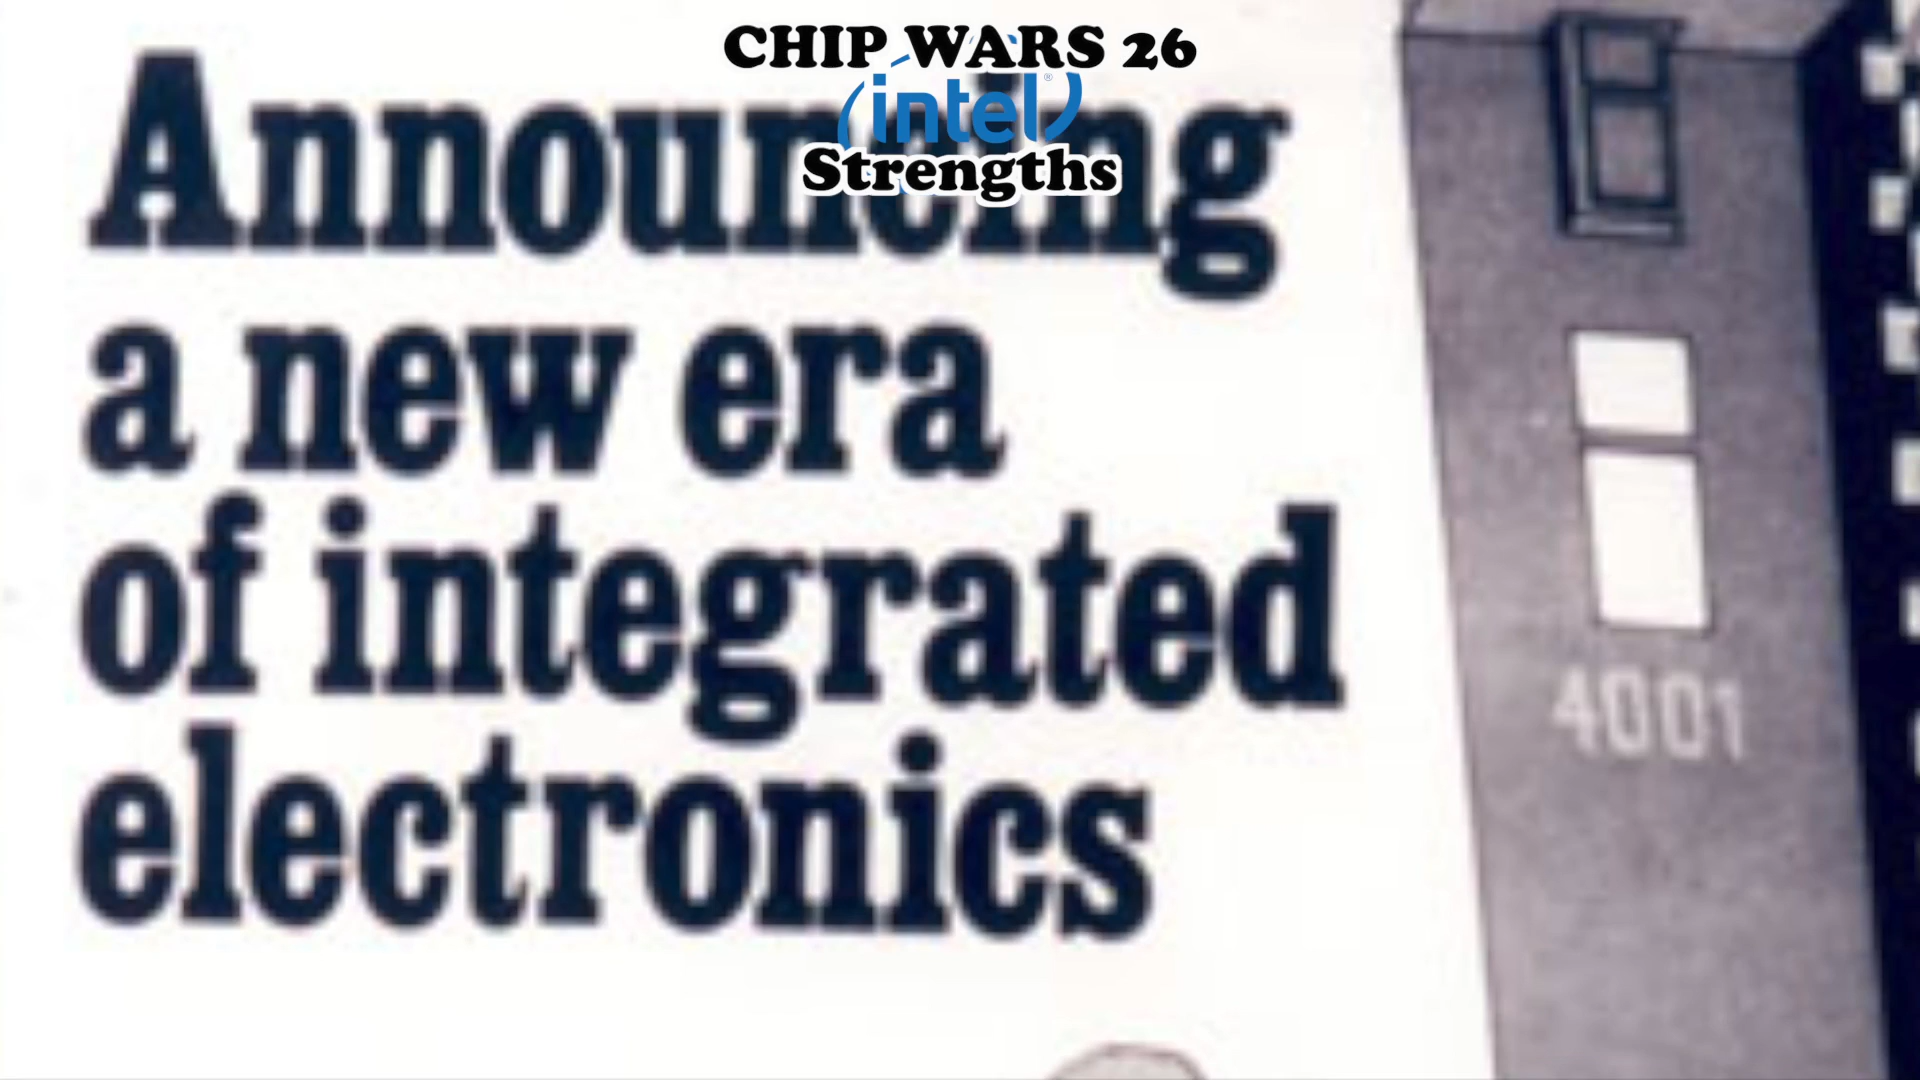 CHIP WARS 26
intel®
Strengths
Announcing
a new era
of integrated
electronics
4001